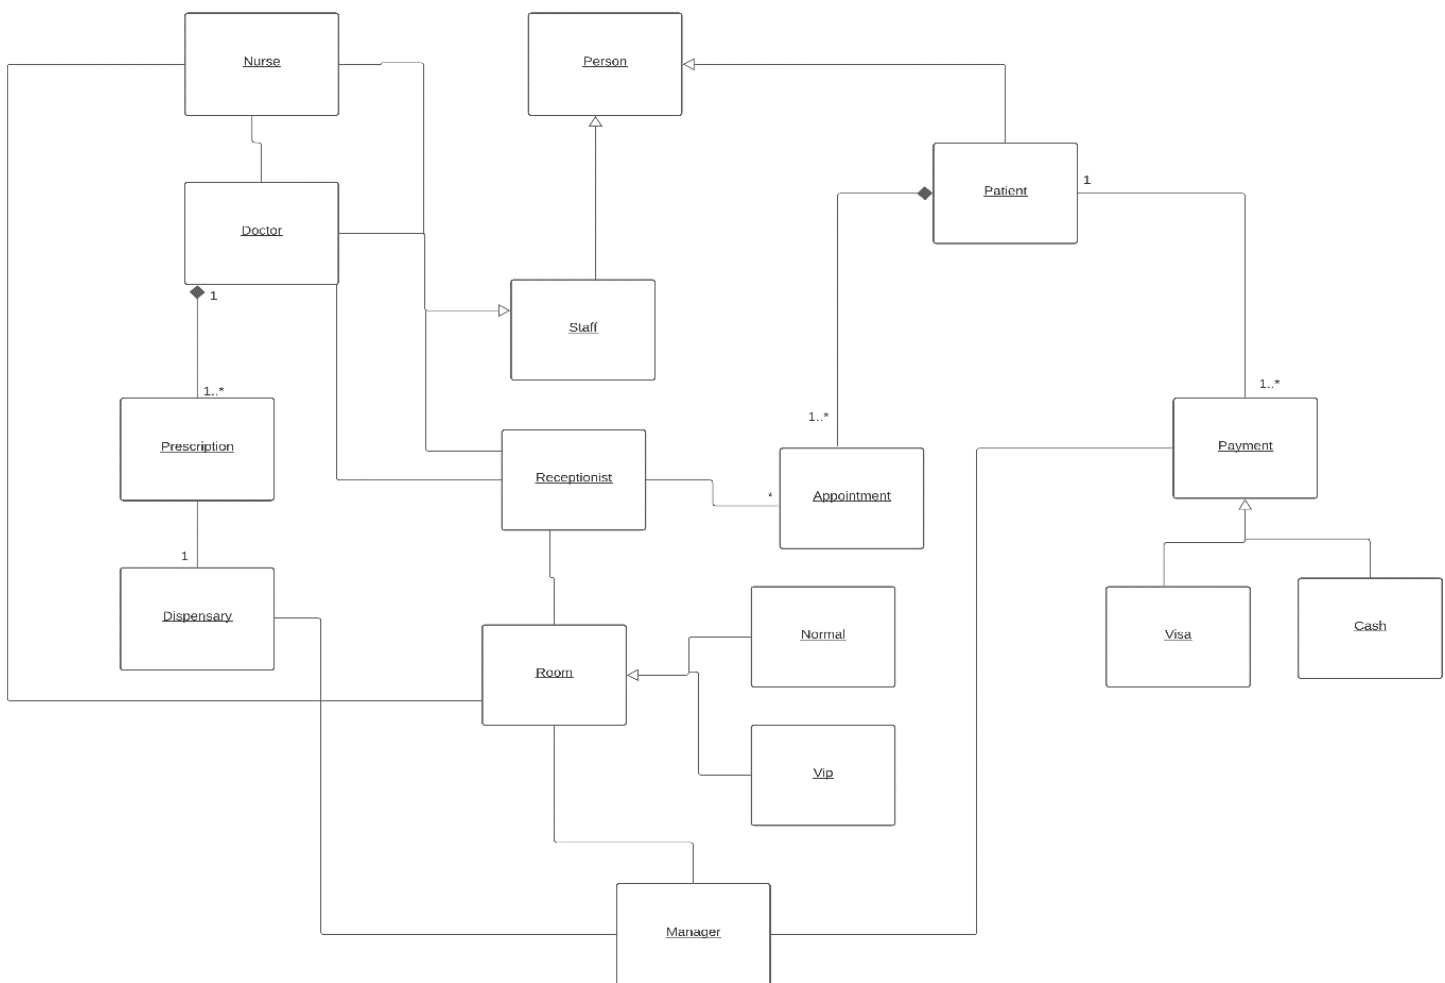 Nurse
Person
Patient
1
Doctor
1
Staff
1..*
1..*
1..*
Prescription
Payment
Receptionist
*
Appointment
1
Dispensary
Normal
Visa
Cash
Room
Vip
Manager